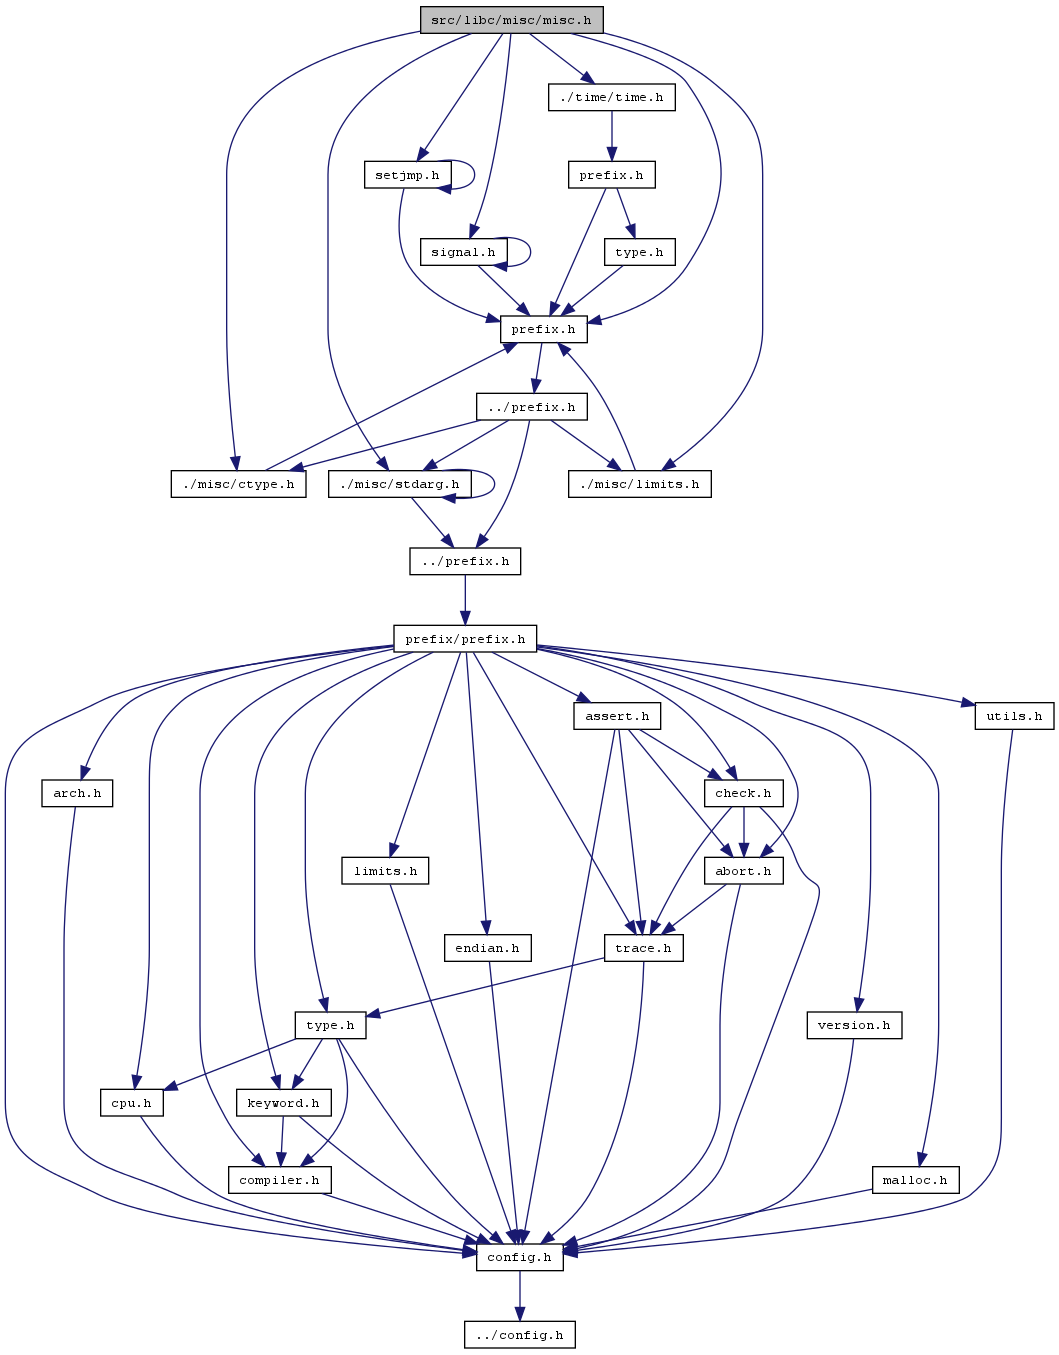 src/libc/misc/misc.h
./time/time.h
setjmp.h
prefix.h
signal.h
type.h
prefix.h
../prefix.h
./misc/ctype.h
./misc/stdarg.h
./misc/limits.h
../prefix.h
prefix/prefix.h
assert.h
utils.h
arch.h
check.h
limits.h
abort.h
endian.h
trace.h
type.h
version.h
cpu.h
keyword.h
compiler.h
malloc.h
config.h
../config.h